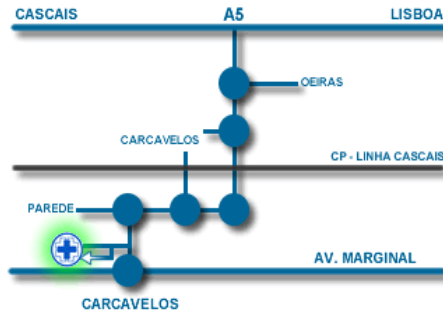 CASCAIS A5 LISBOA
OEIRAS
CARCAVELOS
CP - LINHA CASCAIS
PAREDE
AV. MARGINAL
CARCAVELOS